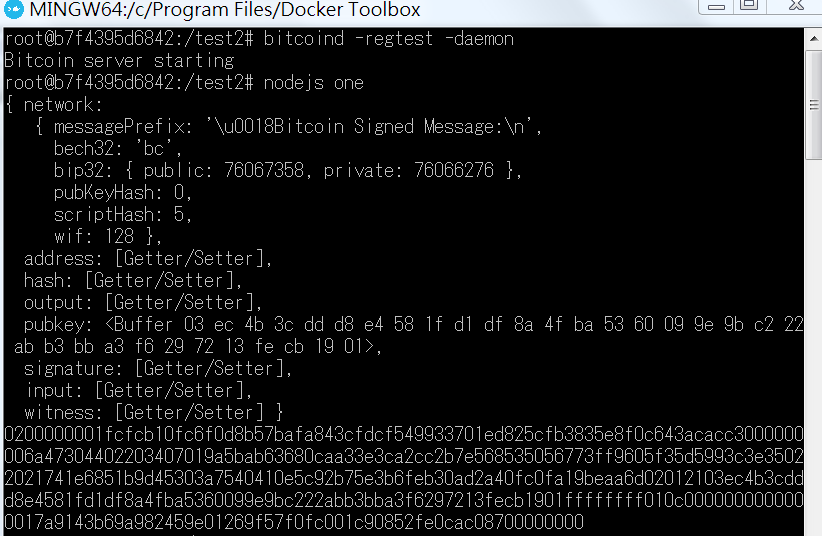 MINGW64:/c/Program Files/Docker Toolbox
root@b7f4395d6842:/test2# bitcoind -regtest -daemon
Bitcoin server starting
root@b7f4395d6842:/test2# nodejs one
{ network:
   { messagePrefix: '\u0018Bitcoin Signed Message:\n',
     bech32: 'bc',
     bip32: { public: 76067358, private: 76066276 },
     pubKeyHash: 0,
     scriptHash: 5,
     wif: 128 },
  address: [Getter/Setter],
  hash: [Getter/Setter],
  output: [Getter/Setter],
  pubkey: <Buffer 03 ec 4b 3c dd d8 e4 58 1f d1 df 8a 4f ba 53 60 09 9e 9b c2 22
 ab b3 bb a3 f6 29 72 13 fe cb 19 01>,
  signature: [Getter/Setter],
  input: [Getter/Setter],
  witness: [Getter/Setter] }
0200000001fcfcb10fc6f0d8b57bafa843cfdcf549933701ed825cfb3835e8f0c643acacc3000000
006a47304402203407019a5bab63680caa33e3ca2cc2b7e568535056773ff9605f35d5993c3e3502
2021741e6851b9d45303a7540410e5c92b75e3b6feb30ad2a40fc0fa19beaa6d02012103ec4b3cdd
d8e4581fd1df8a4fba5360099e9bc222abb3bba3f6297213fecb1901ffffffff010c000000000000
0017a9143b69a982459e01269f57f0fc001c90852fe0cac08700000000